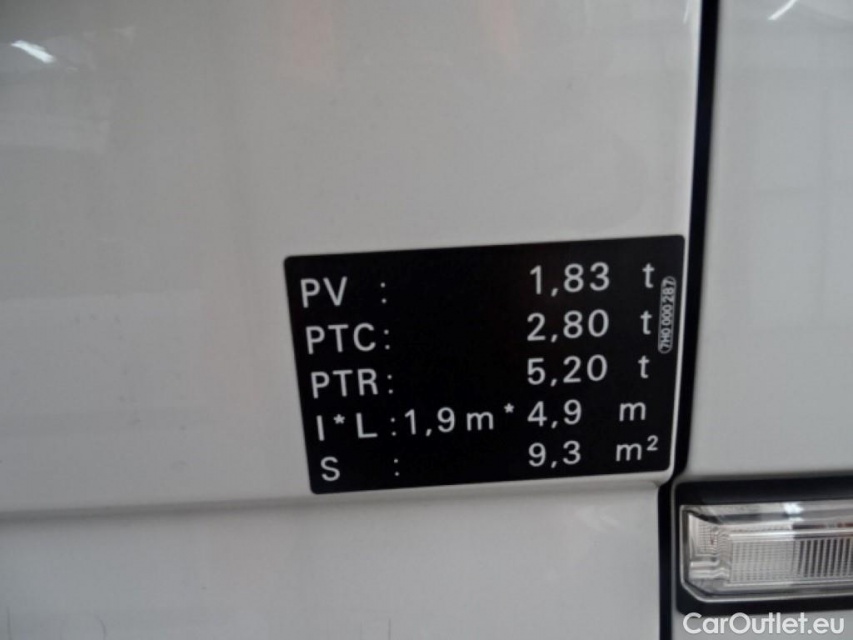 PV : 1,83 t
PTC: 2,80 t
PTR: 5,20 t
I*L:1,9m* 4,9 m
S : 9,3 m²
7H0 000 287
CarOutlet.eu